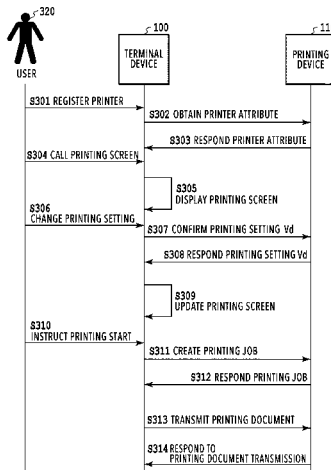 320
100
11
USER
TERMINAL
DEVICE
PRINTING
DEVICE
S301 REGISTER PRINTER
S302 OBTAIN PRINTER ATTRIBUTE
S303 RESPOND PRINTER ATTRIBUTE
S304 CALL PRINTING SCREEN
S305
DISPLAY PRINTING SCREEN
S306
CHANGE PRINTING SETTING
S307 CONFIRM PRINTING SETTING Vd
S308 RESPOND PRINTING SETTING Vd
S309
UPDATE PRINTING SCREEN
S310
INSTRUCT PRINTING START
S311 CREATE PRINTING JOB
S312 RESPOND PRINTING JOB
S313 TRANSMIT PRINTING DOCUMENT
S314 RESPOND TO
PRINTING DOCUMENT TRANSMISSION